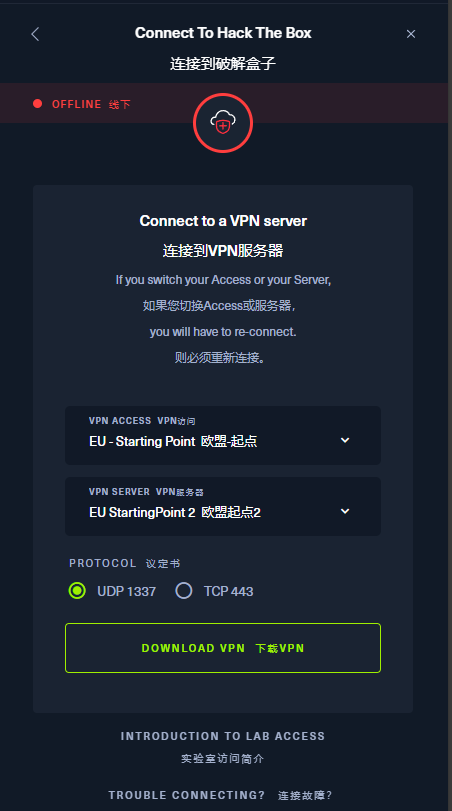 Connect To Hack The Box
连接到破解盒子
OFFLINE 线下
Connect to a VPN server
连接到VPN服务器
If you switch your Access or your Server,
如果您切换Access或服务器，
you will have to re-connect.
则必须重新连接。
VPN ACCESS VPN访问
EU - Starting Point 欧盟-起点
VPN SERVER VPN服务器
EU StartingPoint 2 欧盟起点2
PROTOCOL 议定书
UDP 1337 TCP 443
DOWNLOAD VPN 下载VPN
INTRODUCTION TO LAB ACCESS
实验室访问简介
TROUBLE CONNECTING? 连接故障？